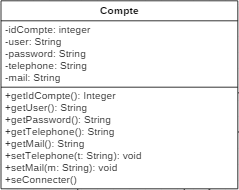 Compte
-idCompte: integer
-user: String
-password: String
-telephone: String
-mail: String
+getIdCompte(): Integer
+getUser(): String
+getPassword(): String
+getTelephone(): String
+getMail(): String
+setTelephone(t: String): void
+setMail(m: String): void
+seConnecter()